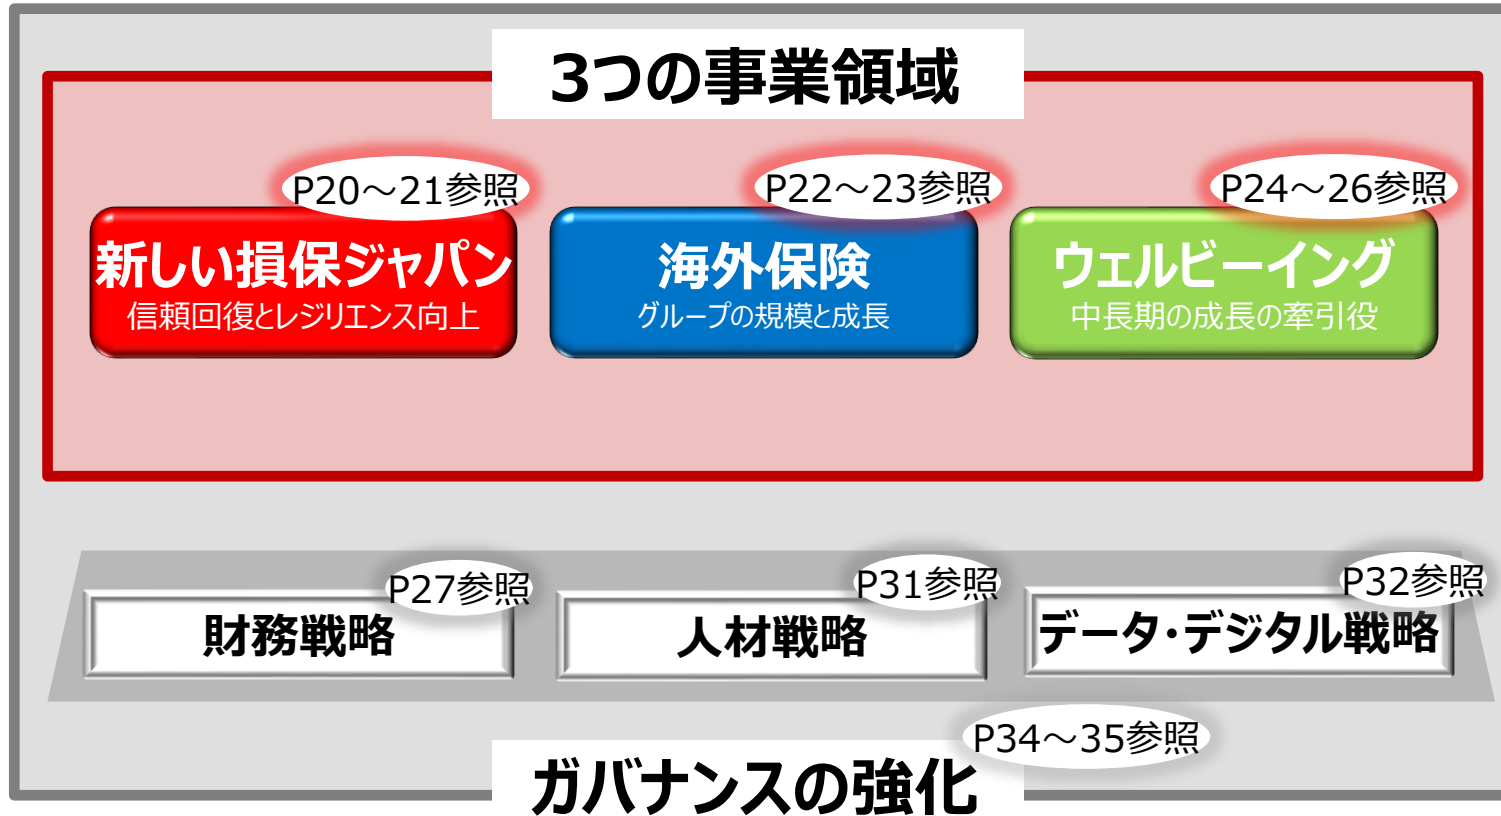 3つの事業領域
P20～21参照
新しい損保ジャパン
信頼回復とレジリエンス向上
P22～23参照
海外保険
グループの規模と成長
P24～26参照
ウェルビーイング
中長期の成長の牽引役
P27参照
財務戦略
P31参照
人材戦略
P32参照
データ・デジタル戦略
P34～35参照
ガバナンスの強化